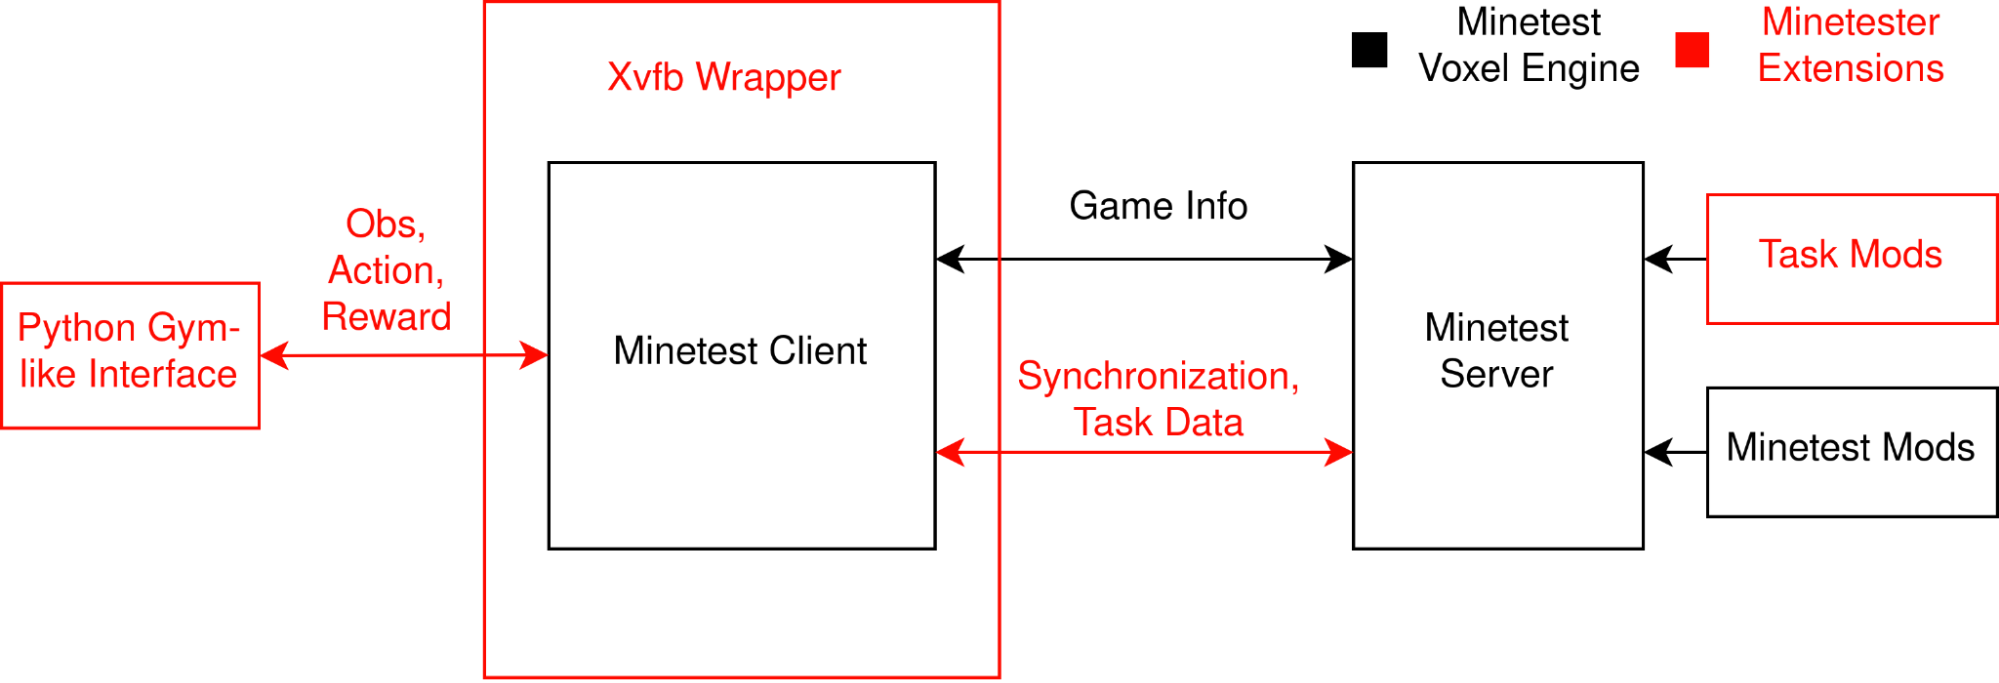 Minetest
Voxel Engine
Minetester
Extensions
Xvfb Wrapper
Obs,
Action,
Reward
Python Gym-
like Interface
Minetest Client
Game Info
Synchronization,
Task Data
Minetest
Server
Task Mods
Minetest Mods